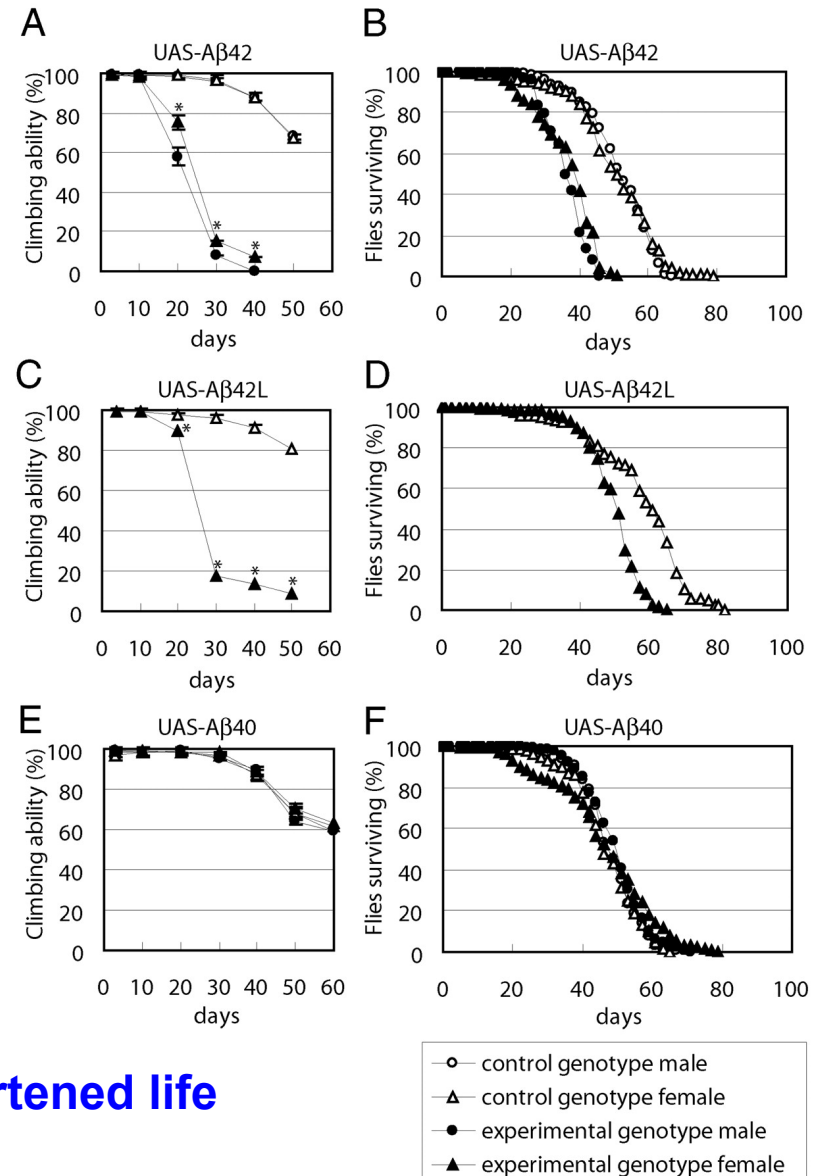 A
UAS-Aβ42
Climbing ability (%)
100
80
60
40
20
0
*
*
*
0 10 20 30 40 50 60
days
B
UAS-Aβ42
Flies surviving (%)
100
80
60
40
20
0
0 20 40 60 80 100
days
C
UAS-Aβ42L
Climbing ability (%)
100
80
60
40
20
0
*
*
*
*
0 10 20 30 40 50 60
days
D
UAS-Aβ42L
Flies surviving (%)
100
80
60
40
20
0
0 20 40 60 80 100
days
E
UAS-Aβ40
Climbing ability (%)
100
80
60
40
20
0
0 10 20 30 40 50 60
days
F
UAS-Aβ40
Flies surviving (%)
100
80
60
40
20
0
0 20 40 60 80 100
days
rtened life
control genotype male
control genotype female
experimental genotype male
experimental genotype female